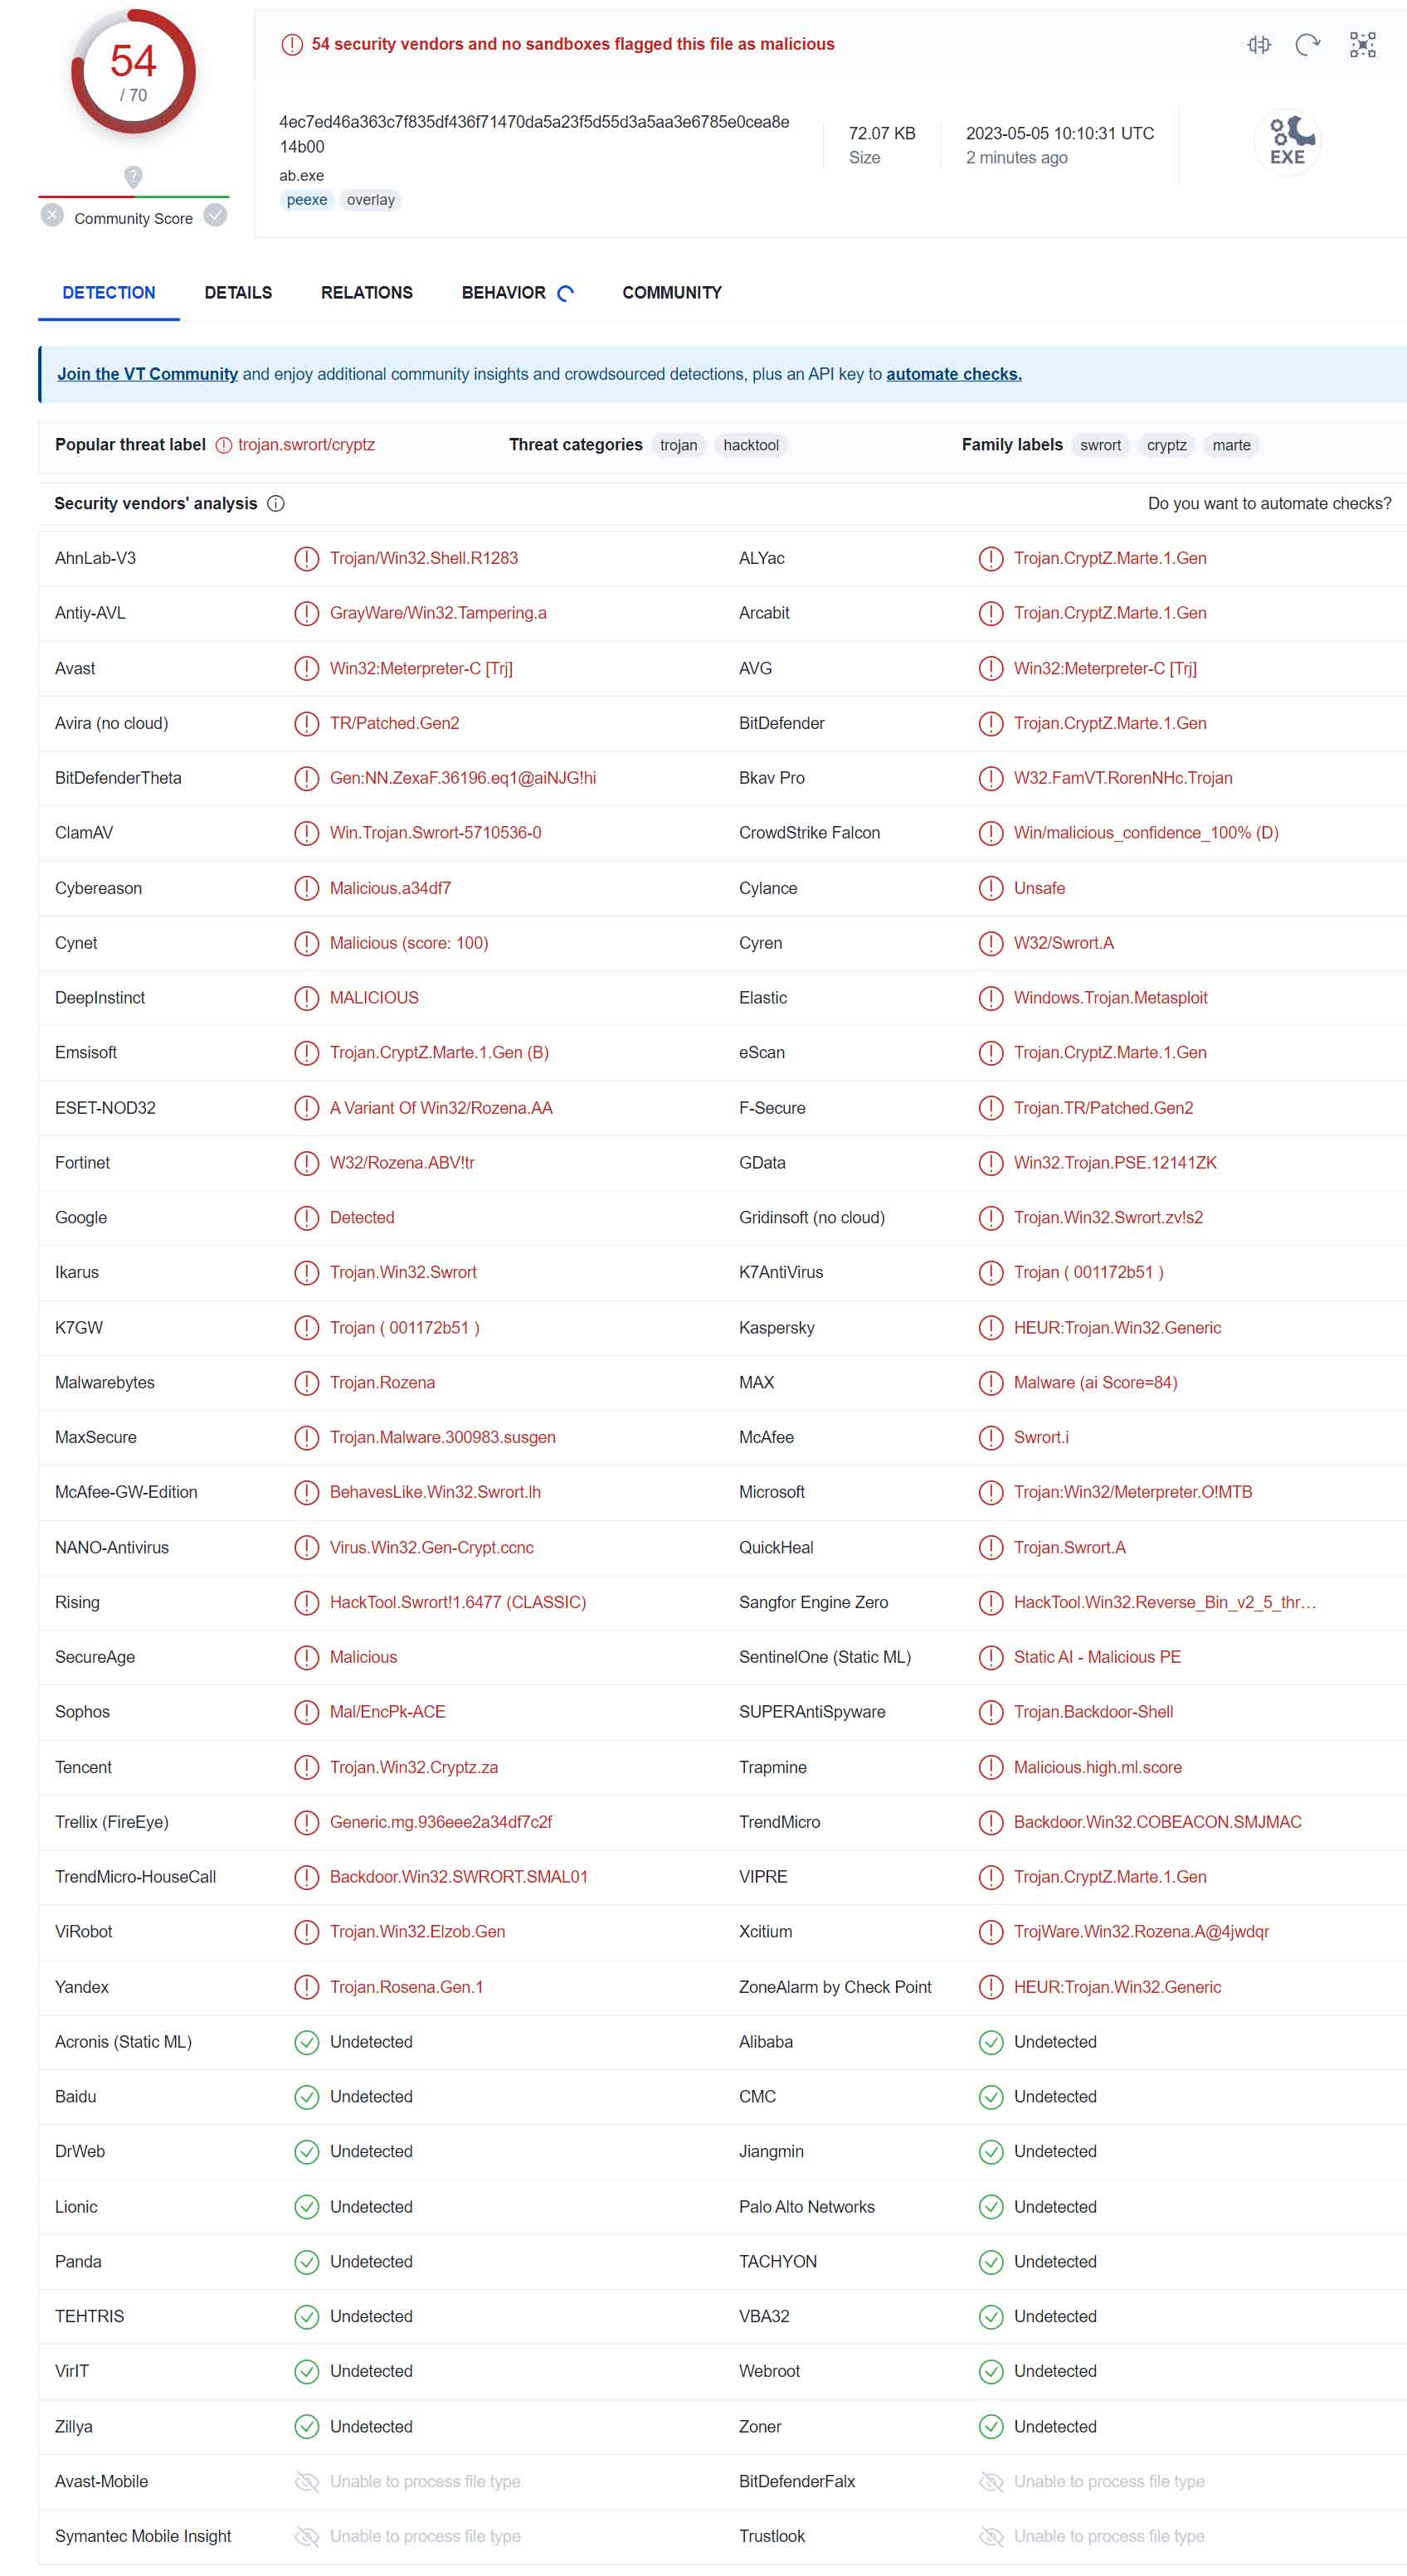 54
/ 70
Community Score
54 security vendors and no sandboxes flagged this file as malicious
4ec7ed46a363c7f835df436f71470da5a23f5d55d3a5aa3e6785e0cea8e
14b00
ab.exe
peexe overlay
72.07 KB
Size
2023-05-05 10:10:31 UTC
2 minutes ago
EXE
DETECTION DETAILS RELATIONS BEHAVIOR COMMUNITY
Join the VT Community and enjoy additional community insights and crowdsourced detections, plus an API key to automate checks.
Popular threat label trojan.swrort/cryptz Threat categories trojan hacktool Family labels swrort cryptz marte
Security vendors' analysis Do you want to automate checks?
AhnLab-V3 Trojan/Win32.Shell.R1283 ALYac Trojan.CryptZ.Marte.1.Gen
Antiy-AVL GrayWare/Win32.Tampering.a Arcabit Trojan.CryptZ.Marte.1.Gen
Avast Win32:Meterpreter-C [Trj] AVG Win32:Meterpreter-C [Trj]
Avira (no cloud) TR/Patched.Gen2 BitDefender Trojan.CryptZ.Marte.1.Gen
BitDefenderTheta Gen:NN.ZexaF.36196.eq1@aiNJG!hi Bkav Pro W32.FamVT.RorenNHc.Trojan
ClamAV Win.Trojan.Swrort-5710536-0 CrowdStrike Falcon Win/malicious_confidence_100% (D)
Cybereason Malicious.a34df7 Cylance Unsafe
Cynet Malicious (score: 100) Cyren W32/Swrort.A
DeepInstinct MALICIOUS Elastic Windows.Trojan.Metasploit
Emsisoft Trojan.CryptZ.Marte.1.Gen (B) eScan Trojan.CryptZ.Marte.1.Gen
ESET-NOD32 A Variant Of Win32/Rozena.AA F-Secure Trojan.TR/Patched.Gen2
Fortinet W32/Rozena.ABV!tr GData Win32.Trojan.PSE.12141ZK
Google Detected Gridinsoft (no cloud) Trojan.Win32.Swrort.zv!s2
Ikarus Trojan.Win32.Swrort K7AntiVirus Trojan ( 001172b51 )
K7GW Trojan ( 001172b51 ) Kaspersky HEUR:Trojan.Win32.Generic
Malwarebytes Trojan.Rozena MAX Malware (ai Score=84)
MaxSecure Trojan.Malware.300983.susgen McAfee Swrort.i
McAfee-GW-Edition BehavesLike.Win32.Swrort.lh Microsoft Trojan:Win32/Meterpreter.O!MTB
NANO-Antivirus Virus.Win32.Gen-Crypt.ccnc QuickHeal Trojan.Swrort.A
Rising HackTool.Swrort!1.6477 (CLASSIC) Sangfor Engine Zero HackTool.Win32.Reverse_Bin_v2_5_thr…
SecureAge Malicious SentinelOne (Static ML) Static AI - Malicious PE
Sophos Mal/EncPk-ACE SUPERAntiSpyware Trojan.Backdoor-Shell
Tencent Trojan.Win32.Cryptz.za Trapmine Malicious.high.ml.score
Trellix (FireEye) Generic.mg.936eee2a34df7c2f TrendMicro Backdoor.Win32.COBEACON.SMJMAC
TrendMicro-HouseCall Backdoor.Win32.SWRORT.SMAL01 VIPRE Trojan.CryptZ.Marte.1.Gen
ViRobot Trojan.Win32.Elzob.Gen Xcitium TrojWare.Win32.Rozena.A@4jwdqr
Yandex Trojan.Rosena.Gen.1 ZoneAlarm by Check Point HEUR:Trojan.Win32.Generic
Acronis (Static ML) Undetected Alibaba Undetected
Baidu Undetected CMC Undetected
DrWeb Undetected Jiangmin Undetected
Lionic Undetected Palo Alto Networks Undetected
Panda Undetected TACHYON Undetected
TEHTRIS Undetected VBA32 Undetected
VirIT Undetected Webroot Undetected
Zillya Undetected Zoner Undetected
Avast-Mobile Unable to process file type BitDefenderFalx Unable to process file type
Symantec Mobile Insight Unable to process file type Trustlook Unable to process file type